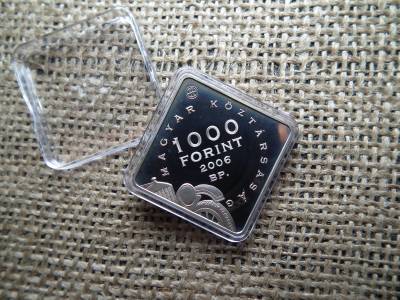 MAGYAR KÖZTÁRSASÁG
1000
FORINT
2006
BP.